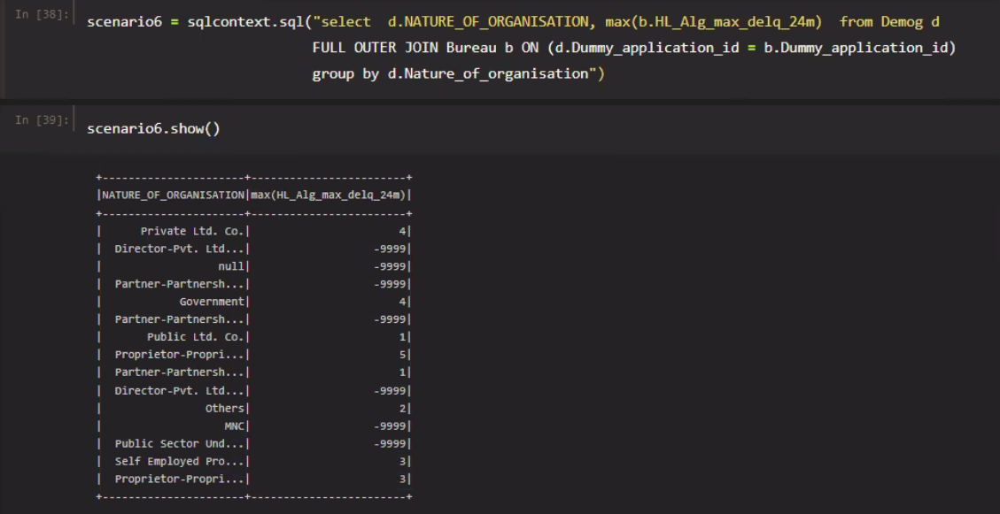 In [38]: scenario6 = sqlcontext.sql("select  d.NATURE_OF_ORGANISATION, max(b.HL_Alg_max_delq_24m)  from Demog d
FULL OUTER JOIN Bureau b ON (d.Dummy_application_id = b.Dummy_application_id)
group by d.Nature_of_organisation")
In [39]: scenario6.show()
+----------------------+------------------------+
|NATURE_OF_ORGANISATION|max(HL_Alg_max_delq_24m)|
+----------------------+------------------------+
|      Private Ltd. Co.|                       4|
|  Director-Pvt. Ltd...|                   -9999|
|                  null|                   -9999|
|  Partner-Partnersh...|                   -9999|
|            Government|                       4|
|  Partner-Partnersh...|                   -9999|
|       Public Ltd. Co.|                       1|
|  Proprietor-Propri...|                       5|
|  Partner-Partnersh...|                       1|
|  Director-Pvt. Ltd...|                   -9999|
|                Others|                       2|
|                   MNC|                   -9999|
|  Public Sector Und...|                   -9999|
|  Self Employed Pro...|                       3|
|  Proprietor-Propri...|                       3|
+----------------------+------------------------+